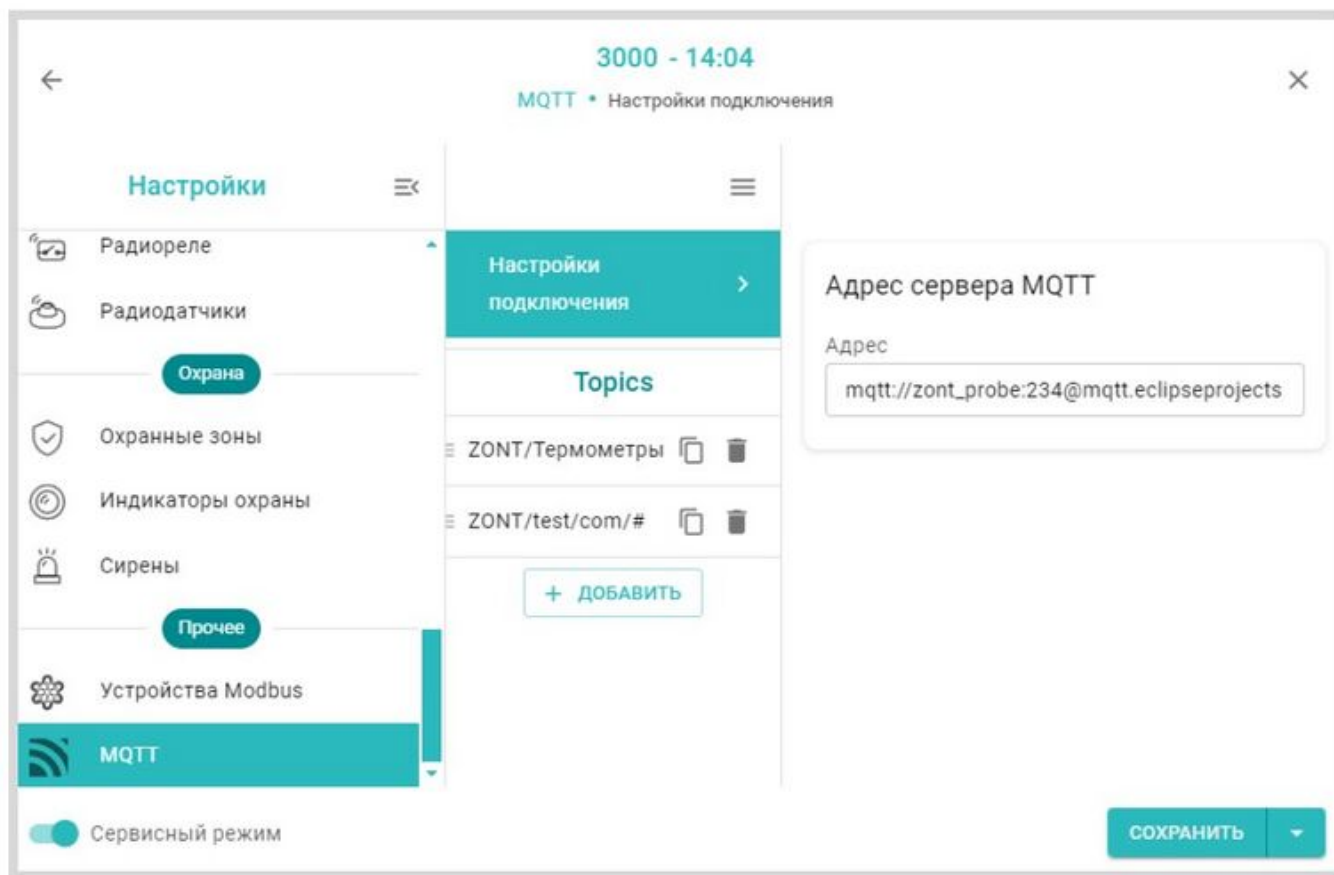 3000 - 14:04
MQTT • Настройки подключения
Настройки
Радиореле
Радиодатчики
Охрана
Охранные зоны
Индикаторы охраны
Сирены
Прочее
Устройства Modbus
MQTT
Настройки
подключения
Topics
ZONT/Термометры
ZONT/test/com/#
+ ДОБАВИТЬ
Адрес сервера MQTT
Адрес
mqtt://zont_probe:234@mqtt.eclipseprojects
Сервисный режим
СОХРАНИТЬ